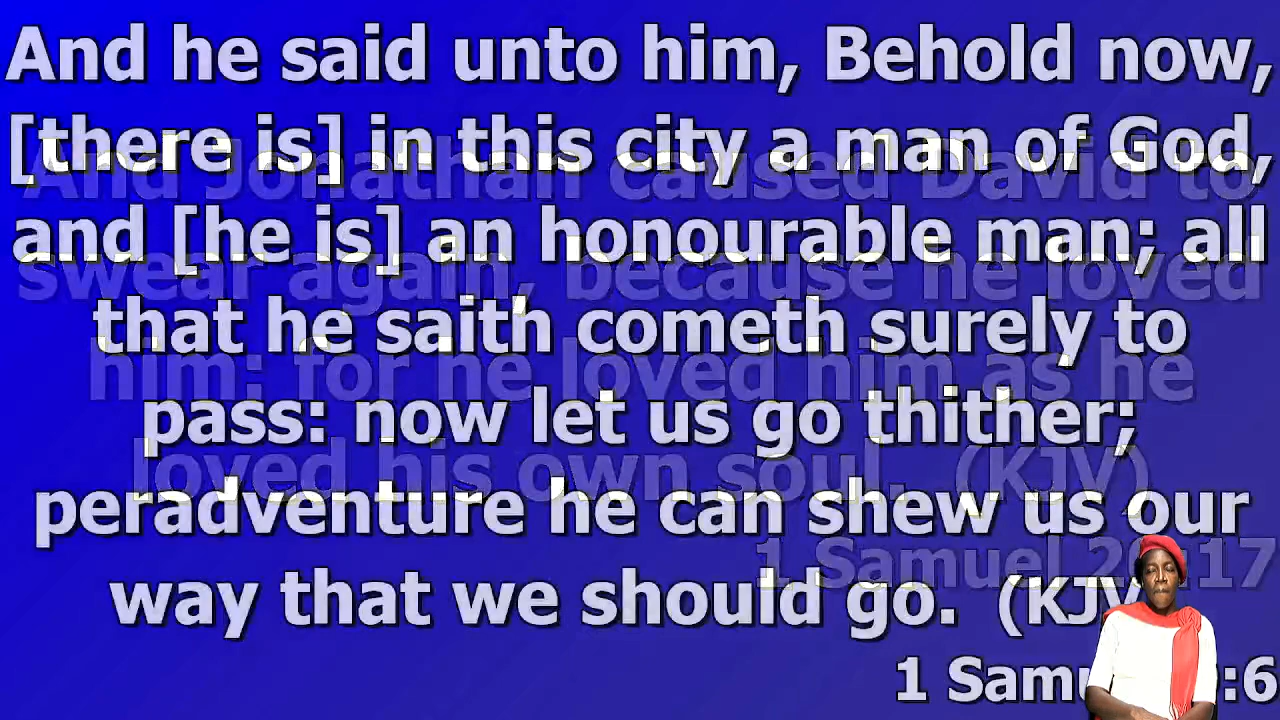 And he said unto him, Behold now,
[there is] in this city a man of God,
and [he is] an honourable man; all
that he saith cometh surely to
pass: now let us go thither;
peradventure he can shew us our
way that we should go. (KJV
1 Samu :6
And Jonathan caused David to
swear again, because he loved
him: for he loved him as he
loved his own soul. (KJV)
1 Samuel 20:17